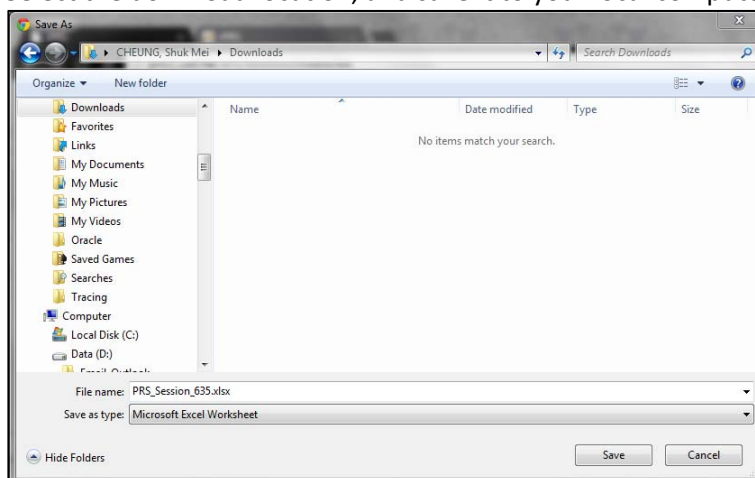 Save As
CHEUNG, Shuk Mei Downloads
Search Downloads
Organize New folder
Name Date modified Type Size
No items match your search.
Downloads
Favorites
Links
My Documents
My Music
My Pictures
My Videos
Oracle
Saved Games
Searches
Tracing
Computer
Local Disk (C:)
Data (D:)
File name: PRS_Session_635.xlsx
Save as type: Microsoft Excel Worksheet
Hide Folders Save Cancel